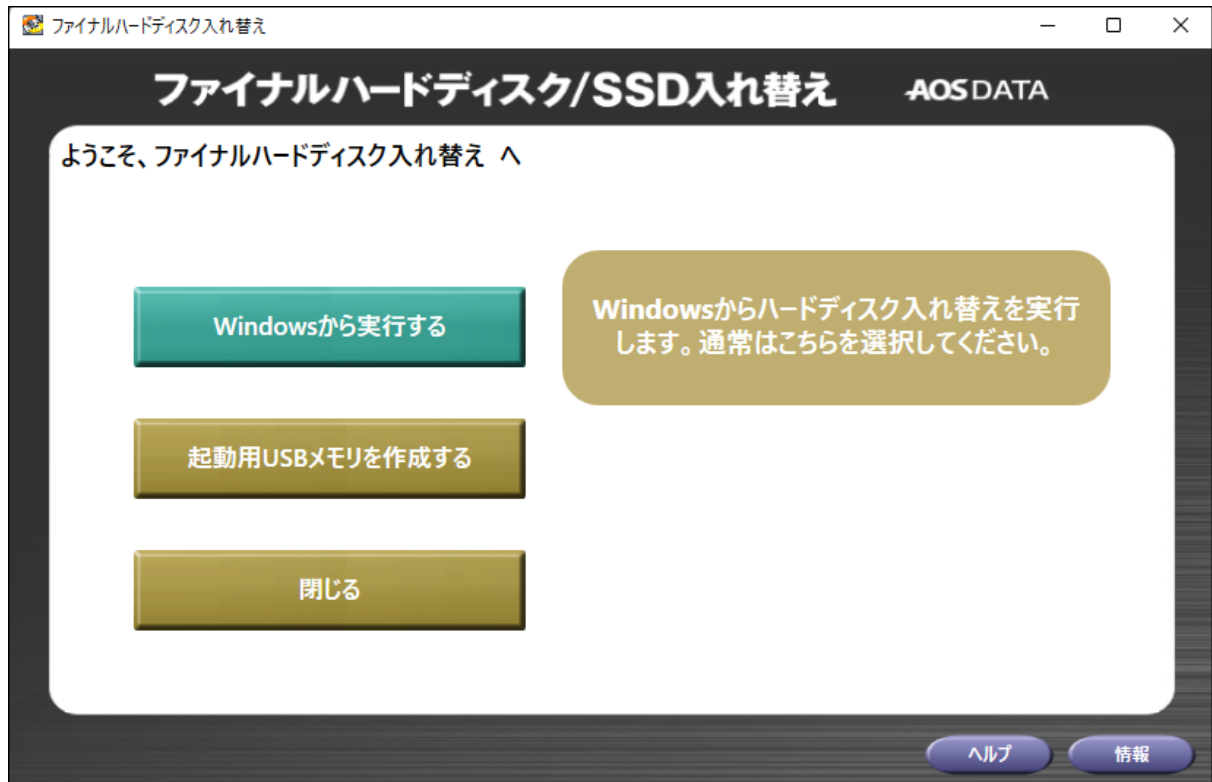 ファイナルハードディスク入れ替え
ファイナルハードディスク/SSD入れ替え
AOSDATA
ようこそ、ファイナルハードディスク入れ替え へ
Windowsから実行する
Windowsからハードディスク入れ替えを実行
します。通常はこちらを選択してください。
起動用USBメモリを作成する
閉じる
ヘルプ
情報